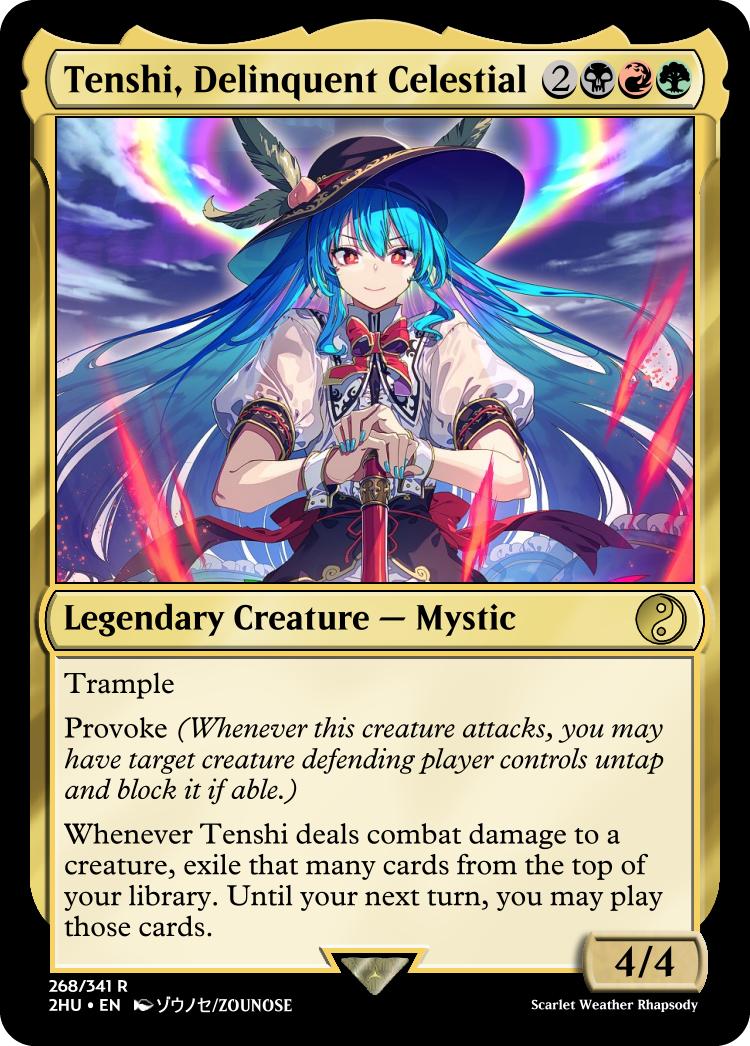 Tenshi, Delinquent Celestial 2
Legendary Creature — Mystic
Trample
Provoke (Whenever this creature attacks, you may
have target creature defending player controls untap
and block it if able.)
Whenever Tenshi deals combat damage to a
creature, exile that many cards from the top of
your library. Until your next turn, you may play
those cards.
4/4
268/341 R
2HU • EN ゾウノセ/ZOUNOSE
Scarlet Weather Rhapsody